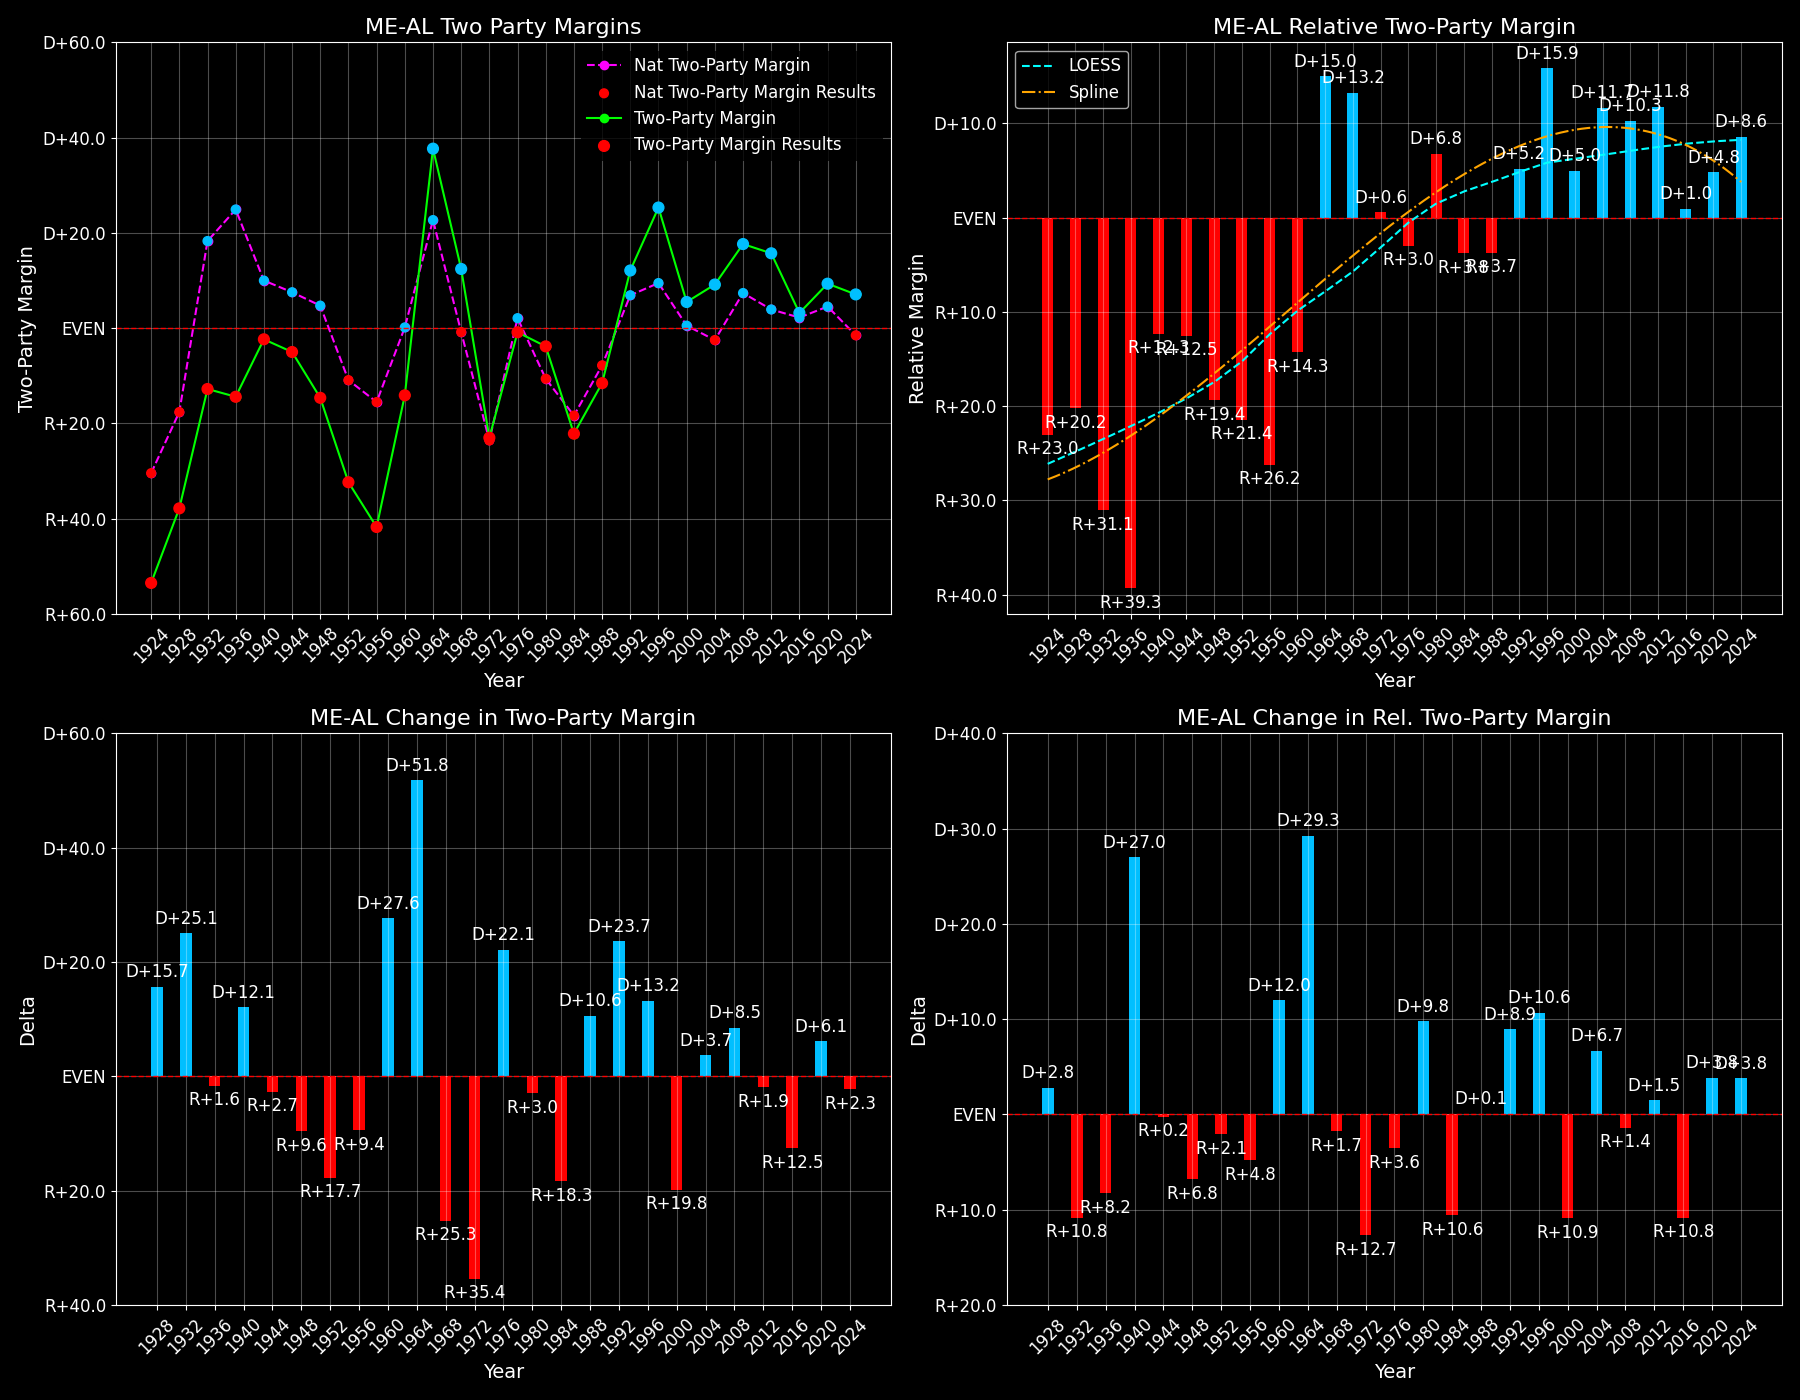 ME-AL Two Party Margins
Two-Party Margin
D+60.0
D+40.0
D+20.0
EVEN
R+20.0
R+40.0
R+60.0
Nat Two-Party Margin
Nat Two-Party Margin Results
Two-Party Margin
Two-Party Margin Results
1924 1928 1932 1936 1940 1944 1948 1952 1956 1960 1964 1968 1972 1976 1980 1984 1988 1992 1996 2000 2004 2008 2012 2016 2020 2024
Year
ME-AL Relative Two-Party Margin
Relative Margin
D+10.0
EVEN
R+10.0
R+20.0
R+30.0
R+40.0
LOESS
Spline
R+23.0 R+20.2 R+31.1 R+39.3 R+12.3 R+12.5 R+19.4 R+21.4 R+26.2 R+14.3 D+15.0 D+13.2 D+0.6 R+3.0 D+6.8 R+3.8 R+3.7 D+5.2 D+15.9 D+5.0 D+11.7 D+10.3 D+11.8 D+1.0 D+4.8 D+8.6
1924 1928 1932 1936 1940 1944 1948 1952 1956 1960 1964 1968 1972 1976 1980 1984 1988 1992 1996 2000 2004 2008 2012 2016 2020 2024
Year
ME-AL Change in Two-Party Margin
Delta
D+60.0
D+40.0
D+20.0
EVEN
R+20.0
R+40.0
D+15.7 D+25.1 R+1.6 D+12.1 R+2.7 R+9.6 R+17.7 R+9.4 D+27.6 D+51.8 R+25.3 R+35.4 D+22.1 R+3.0 R+18.3 D+10.6 D+23.7 D+13.2 R+19.8 D+3.7 D+8.5 R+1.9 R+12.5 D+6.1 R+2.3
1928 1932 1936 1940 1944 1948 1952 1956 1960 1964 1968 1972 1976 1980 1984 1988 1992 1996 2000 2004 2008 2012 2016 2020 2024
Year
ME-AL Change in Rel. Two-Party Margin
Delta
D+40.0
D+30.0
D+20.0
D+10.0
EVEN
R+10.0
R+20.0
D+2.8 R+10.8 R+8.2 D+27.0 R+0.2 R+6.8 R+2.1 R+4.8 D+12.0 D+29.3 R+1.7 R+12.7 R+3.6 D+9.8 R+10.6 D+0.1 D+8.9 D+10.6 R+10.9 D+6.7 R+1.4 D+1.5 R+10.8 D+3.8 D+3.8
1928 1932 1936 1940 1944 1948 1952 1956 1960 1964 1968 1972 1976 1980 1984 1988 1992 1996 2000 2004 2008 2012 2016 2020 2024
Year